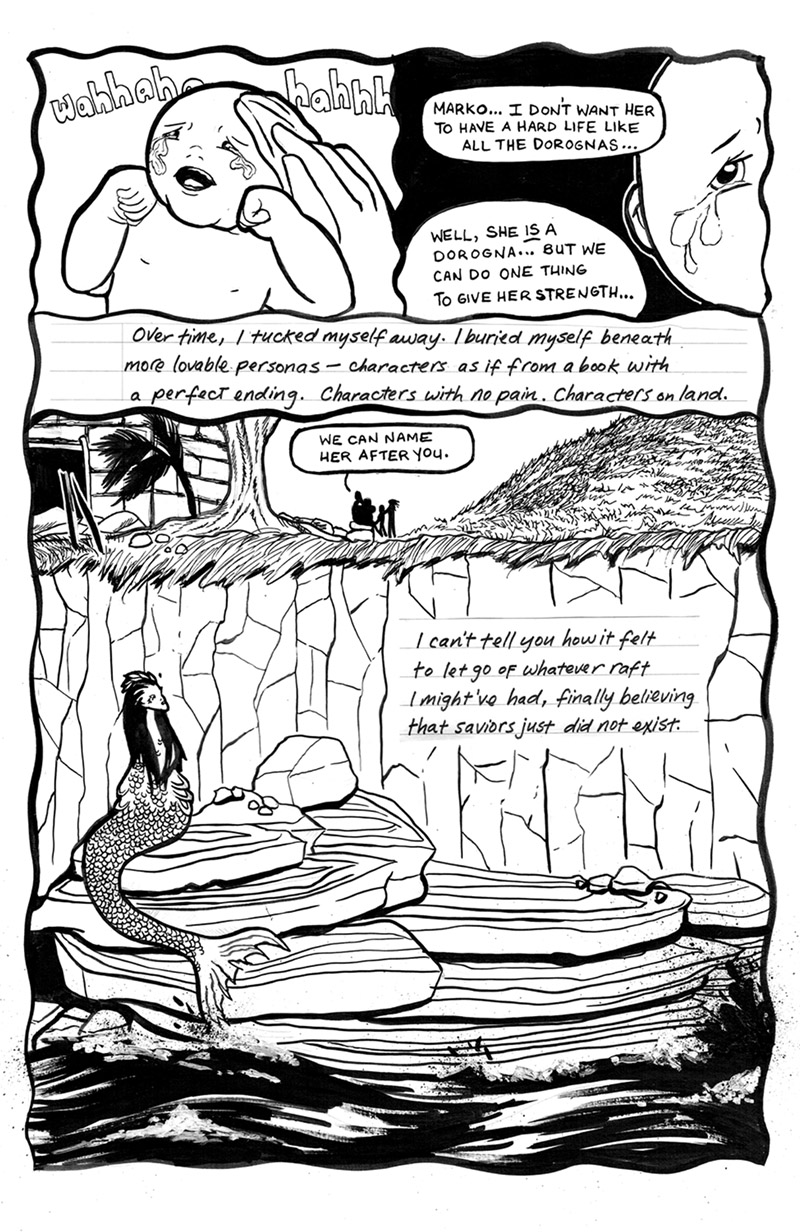 wahhaha hahhh
MARKO... I DON'T WANT HER
TO HAVE A HARD LIFE LIKE
ALL THE DOROGNAS...
WELL, SHE IS A
DOROGNA... BUT WE
CAN DO ONE THING
TO GIVE HER STRENGTH...
Over time, I tucked myself away. I buried myself beneath
more lovable personas — characters as if from a book with
a perfect ending. Characters with no pain. Characters on land.
WE CAN NAME
HER AFTER YOU.
I can't tell you how it felt
to let go of whatever raft
I might've had, finally believing
that saviors just did not exist.